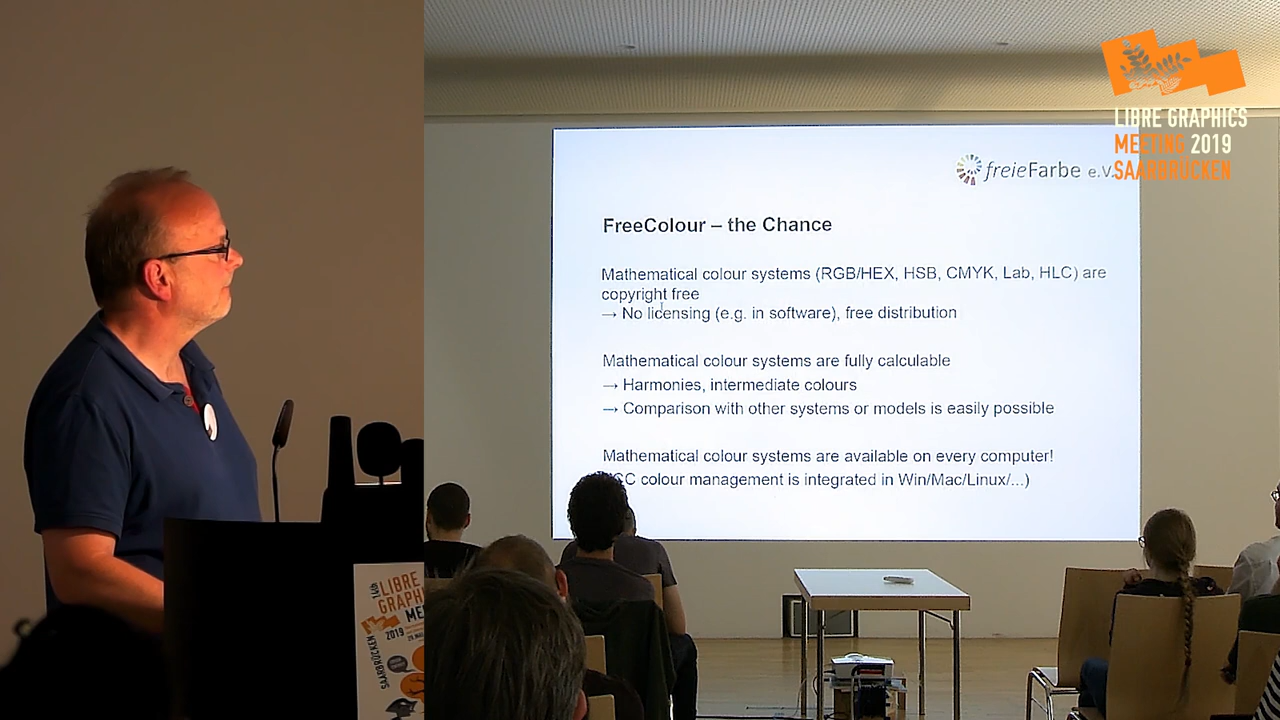 LIBRE GRAPHICS
MEETING 2019
SAARBRÜCKEN
freieFarbe e.V.
FreeColour – the Chance
Mathematical colour systems (RGB/HEX, HSB, CMYK, Lab, HLC) are
copyright free
→ No licensing (e.g. in software), free distribution
Mathematical colour systems are fully calculable
→ Harmonies, intermediate colours
→ Comparison with other systems or models is easily possible
Mathematical colour systems are available on every computer!
colour management is integrated in Win/Mac/Linux/...)
16th
LIBRE
GRAPHI
MEE
2019
SAARBRÜCKEN